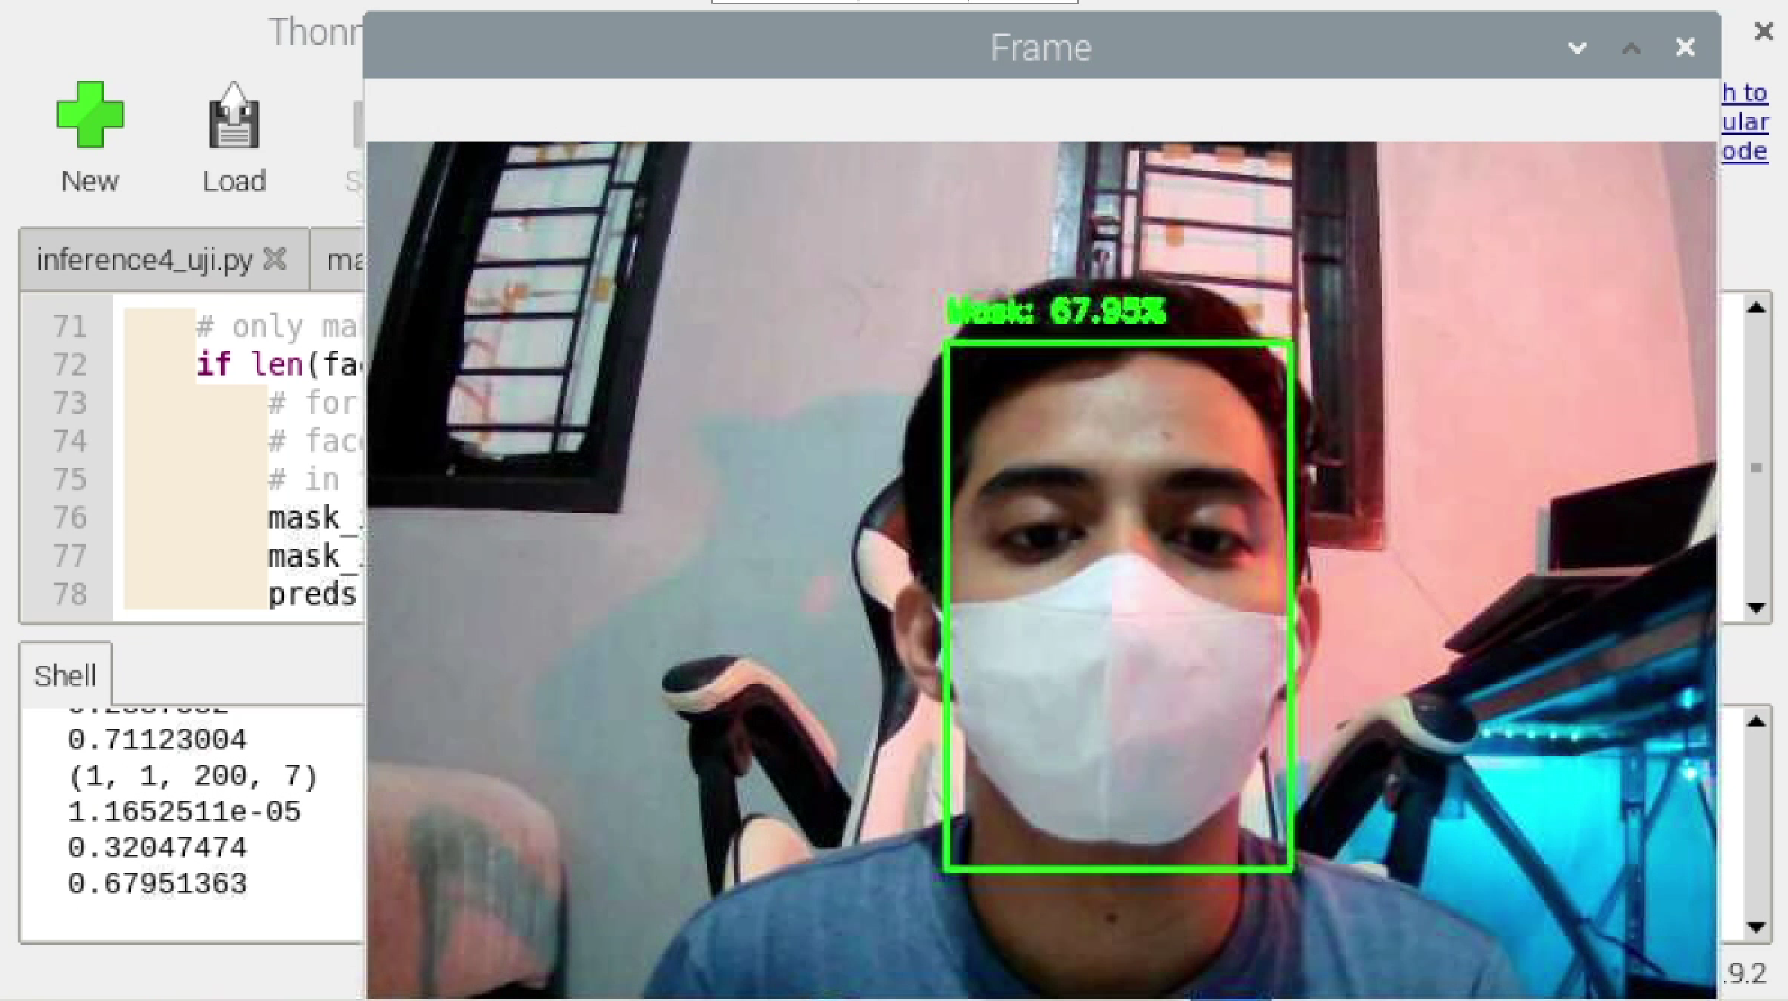 Thonn
Frame
h to
ular
ode
New
Load
S
inference4_uji.py
ma
71 # only ma
72 if len(fa
73 # for
74 # fac
75 # in
76 mask_
77 mask_
78 preds
Mask: 67.95%
Shell
0.71123004
(1, 1, 200, 7)
1.1652511e-05
0.32047474
0.67951363
.9.2